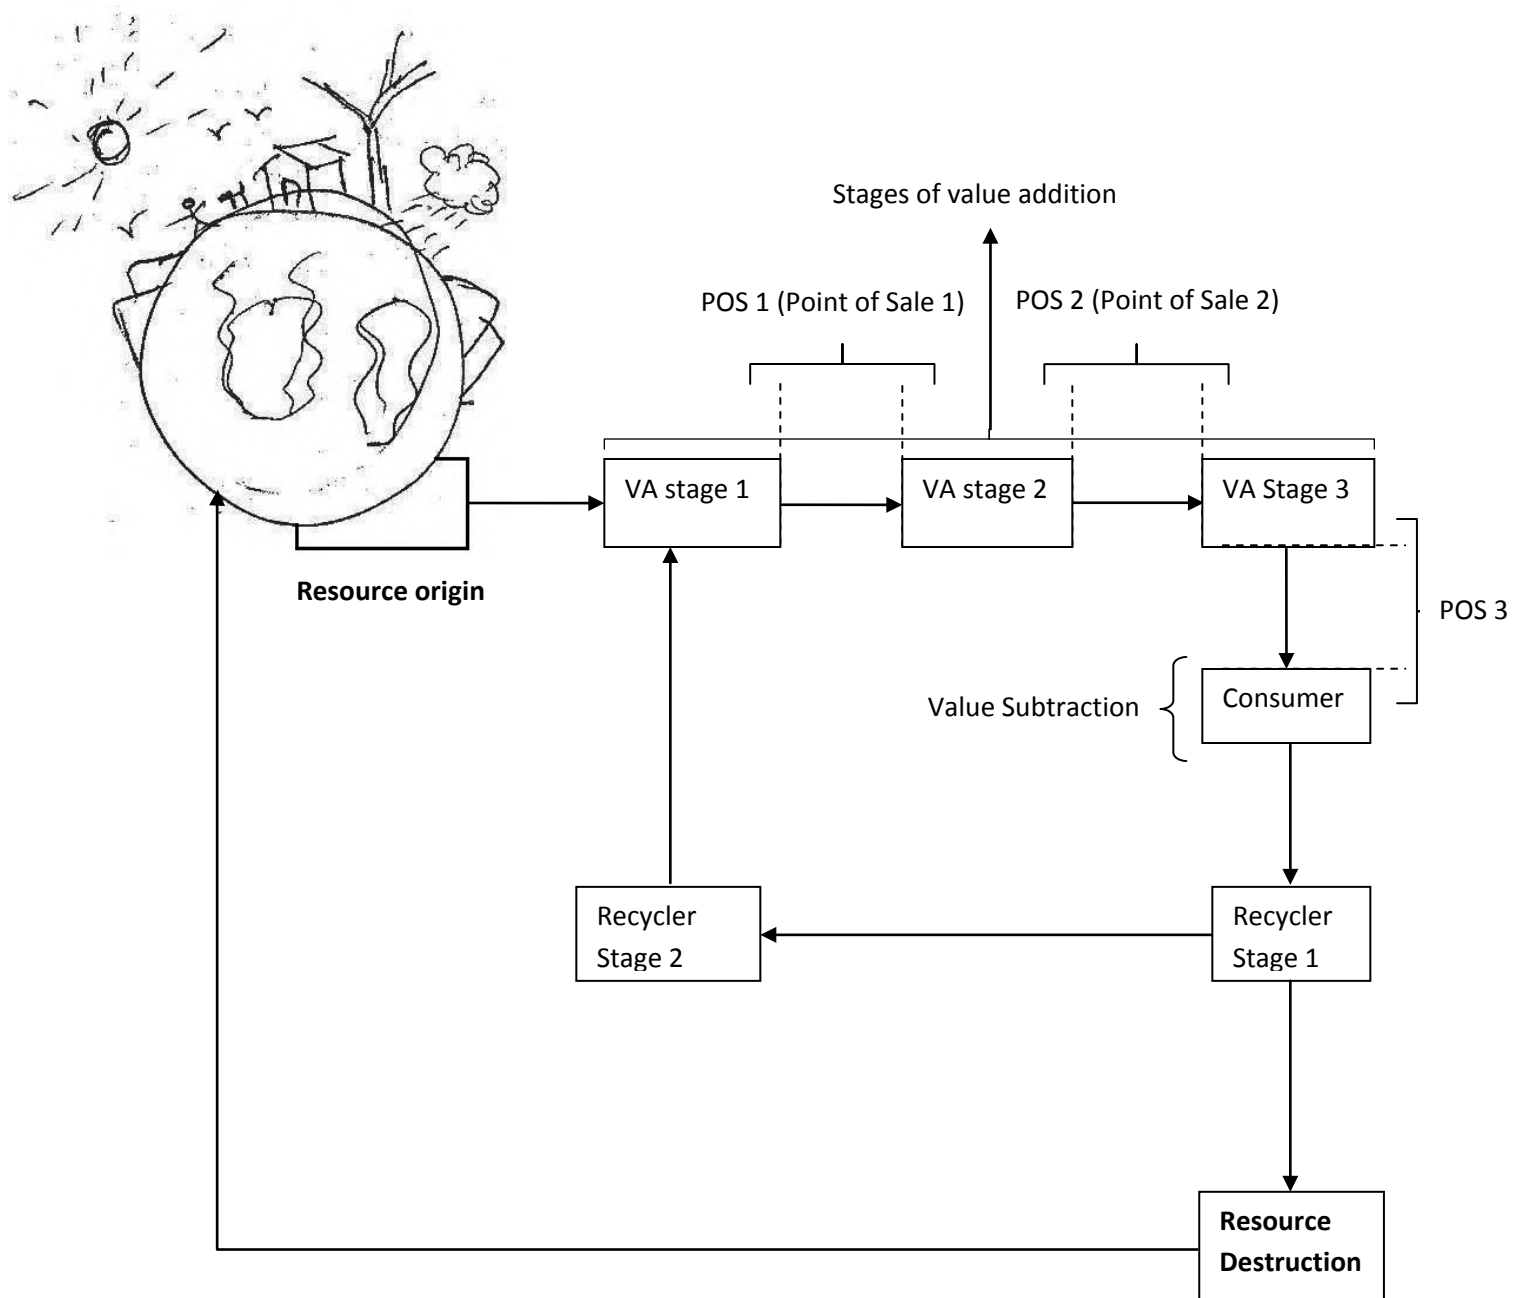 Stages of value addition
POS 1 (Point of Sale 1)
POS 2 (Point of Sale 2)
VA stage 1
VA stage 2
VA Stage 3
Resource origin
POS 3
Value Subtraction
Consumer
Recycler
Stage 2
Recycler
Stage 1
Resource
Destruction